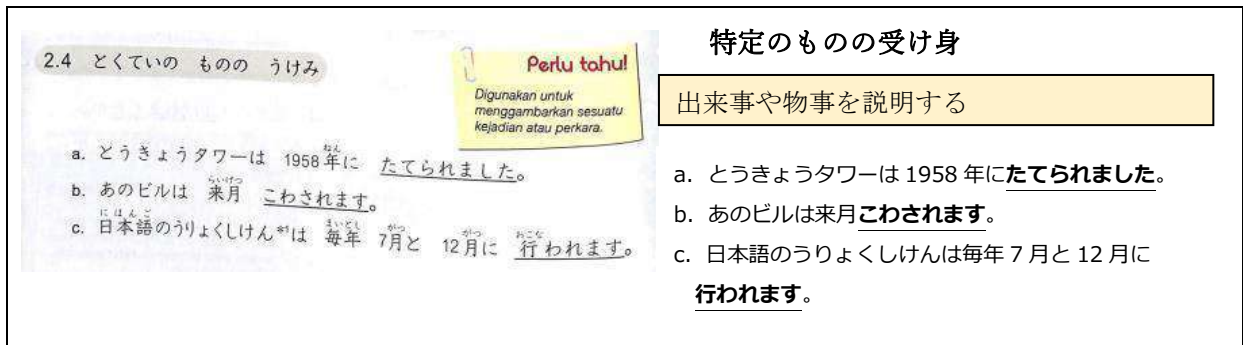 2.4 とくていの ものの うけみ
Perlu tahu!
Digunakan untuk
menggambarkan sesuatu
kejadian atau perkara.
a. とうきょうタワーは 1958年に たてられました。
b. あのビルは 来月 こわされます。
c. 日本語のうりょくしけん*¹は 毎年 7月と 12月に 行われます。
特定のものの受け身
出来事や物事を説明する
a. とうきょうタワーは 1958 年にたてられました。
b. あのビルは来月こわされます。
c. 日本語のうりょくしけんは毎年 7 月と 12 月に
行われます。